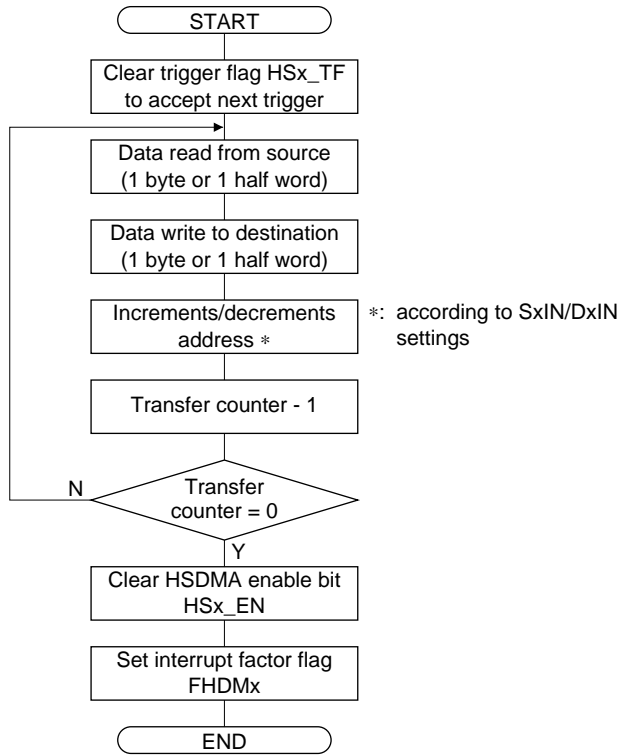 START
Clear trigger flag HSx_TF
to accept next trigger
Data read from source
(1 byte or 1 half word)
Data write to destination
(1 byte or 1 half word)
Increments/decrements
address ∗
∗: according to SxIN/DxIN
settings
Transfer counter - 1
N
Transfer
counter = 0
Y
Clear HSDMA enable bit
HSx_EN
Set interrupt factor flag
FHDMx
END